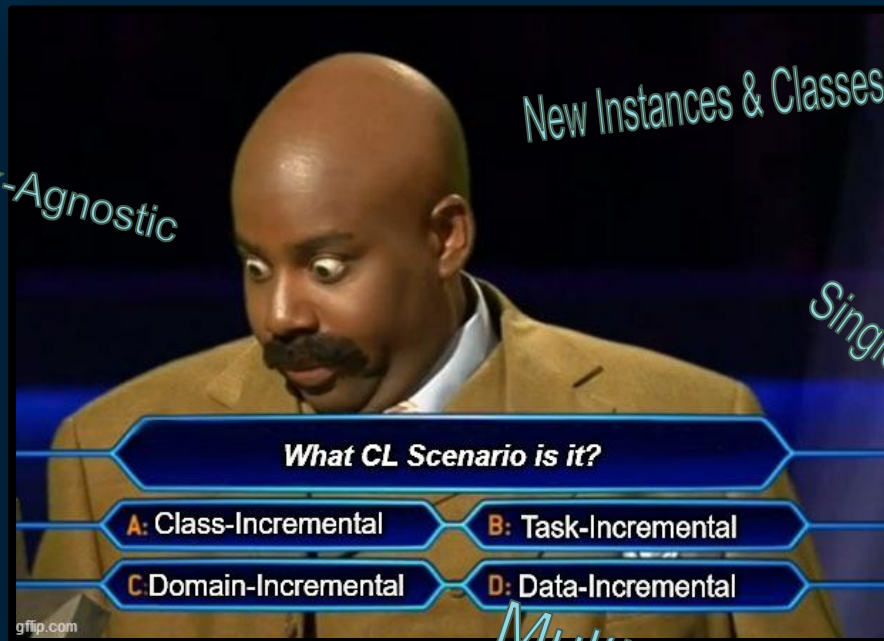 New Instances & Classes
-Agnostic
What CL Scenario is it?
A: Class-Incremental
B: Task-Incremental
C: Domain-Incremental
D: Data-Incremental
gflip.com